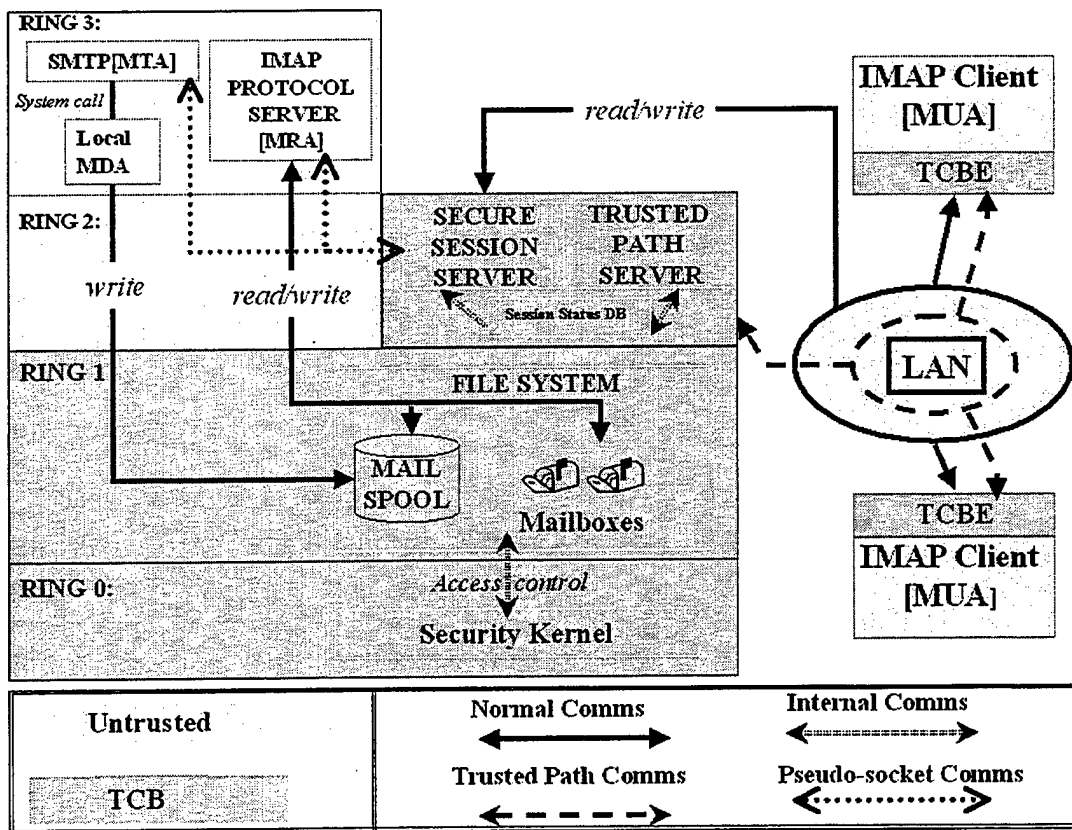 RING 3:
SMTP[MTA]
System call
Local
MDA
IMAP
PROTOCOL
SERVER
[MRA]
read/write
IMAP Client
[MUA]
TCBE
RING 2:
write
read/write
SECURE
SESSION
SERVER
TRUSTED
PATH
SERVER
Session Status DB
LAN
RING 1
FILE SYSTEM
MAIL
SPOOL
Mailboxes
TCBE
IMAP Client
[MUA]
RING 0:
Access control
Security Kernel
Untrusted
TCB
Normal Comms
Internal Comms
Trusted Path Comms
Pseudo-socket Comms